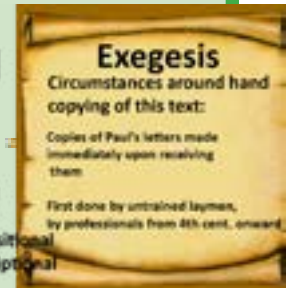 Exegesis
Circumstances around hand
copying of this text:
Copies of Paul's letters made
immediately upon receiving
them
First done by untrained laymen,
by professionals from 4th cent. onward